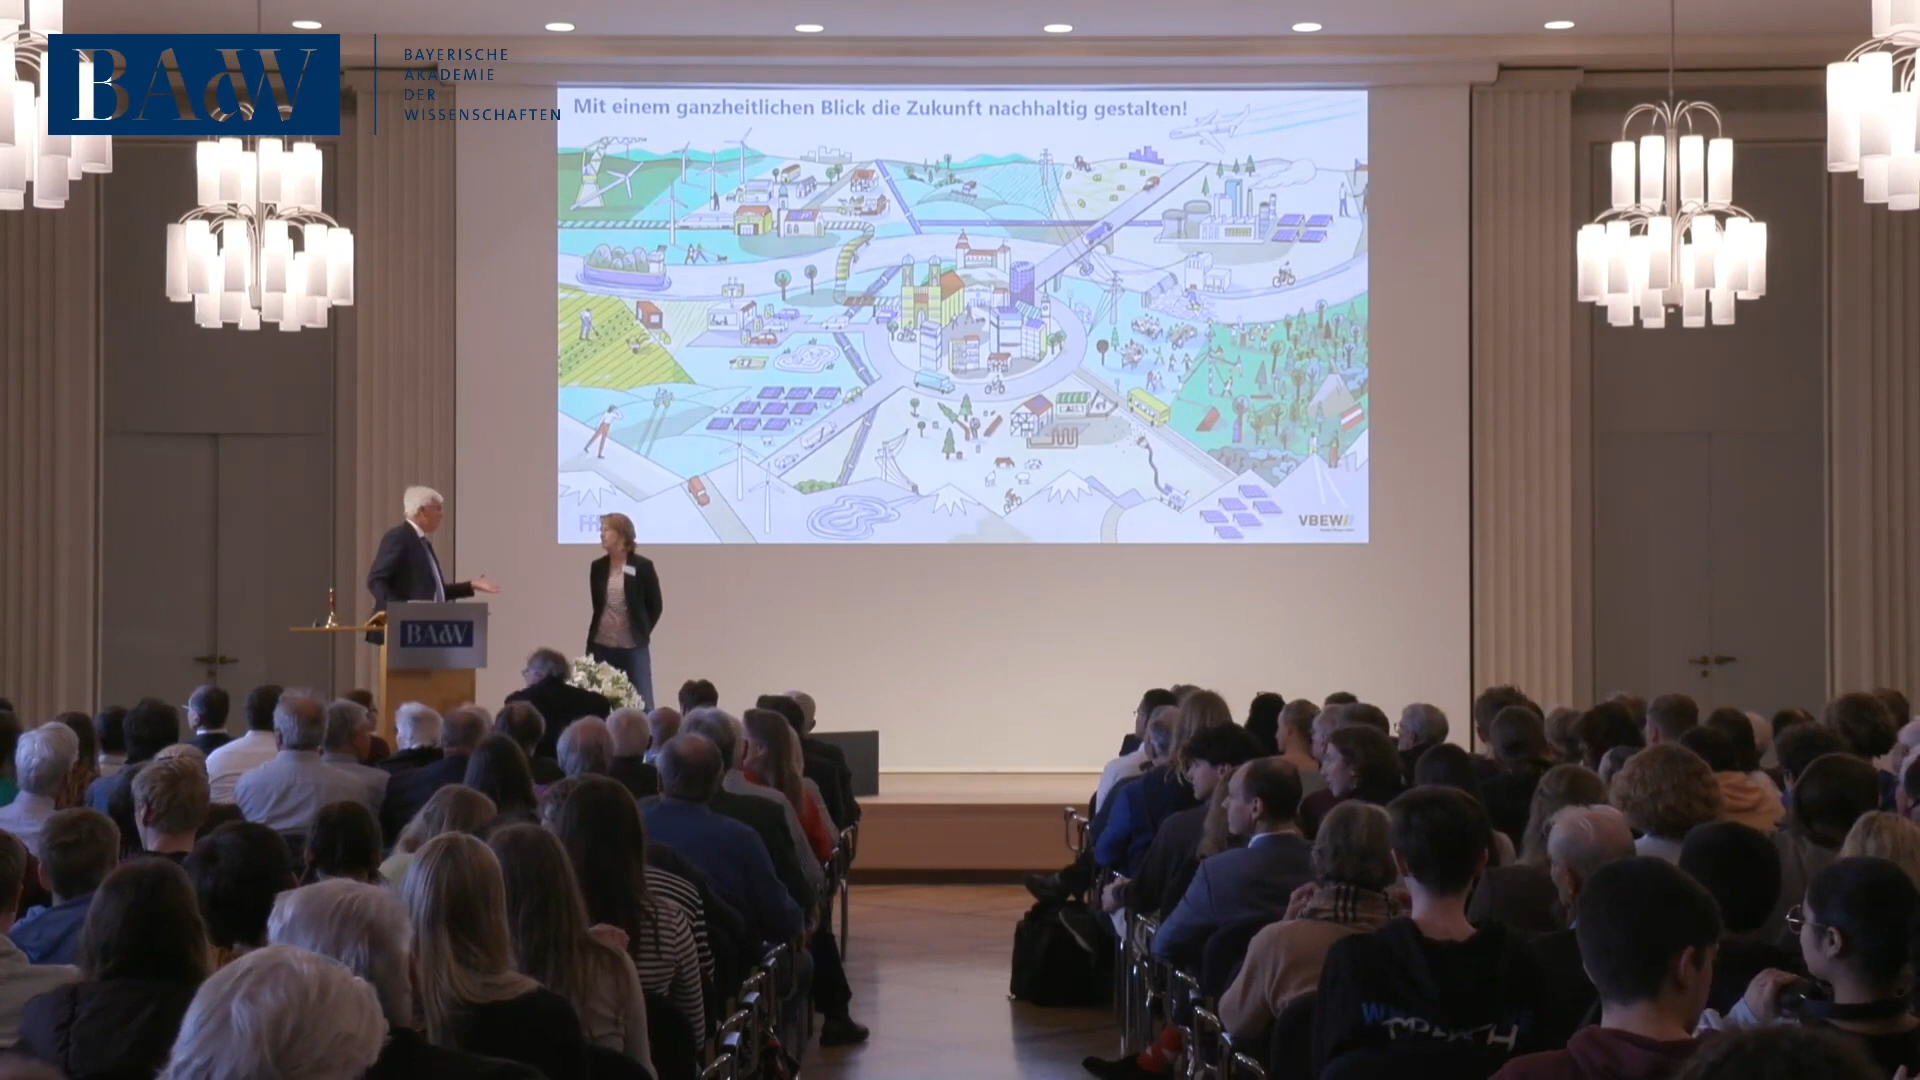 BAdW
BAYERISCHE
AKADEMIE
DER
WISSENSCHAFTEN
Mit einem ganzheitlichen Blick die Zukunft nachhaltig gestalten!
VBEW
BAdW